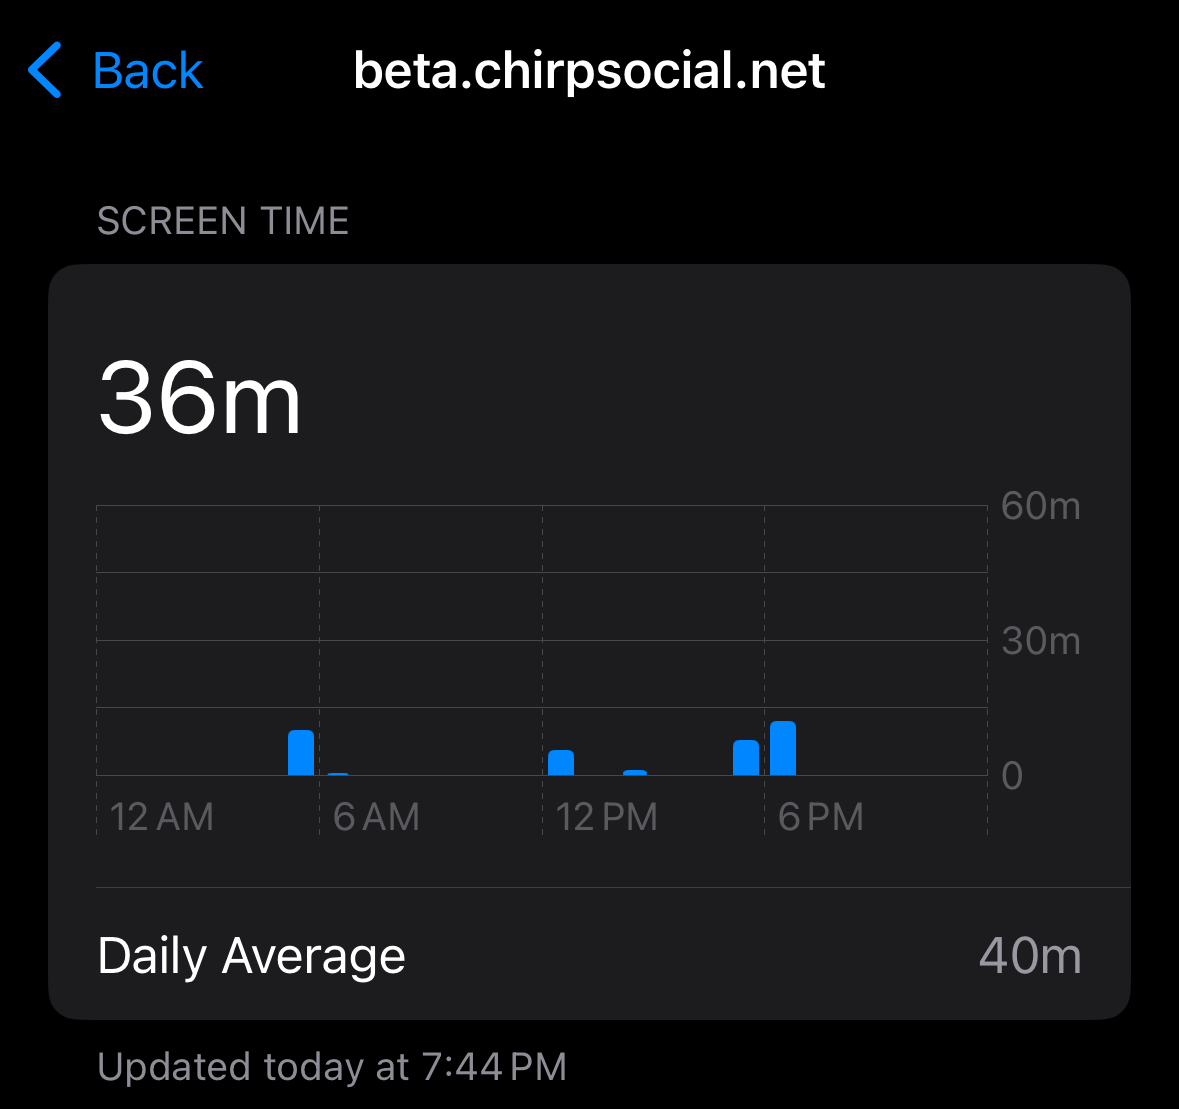 Back beta.chirpsocial.net
SCREEN TIME
36m
60m
30m
0
12 AM 6 AM 12 PM 6 PM
Daily Average 40m
Updated today at 7:44 PM